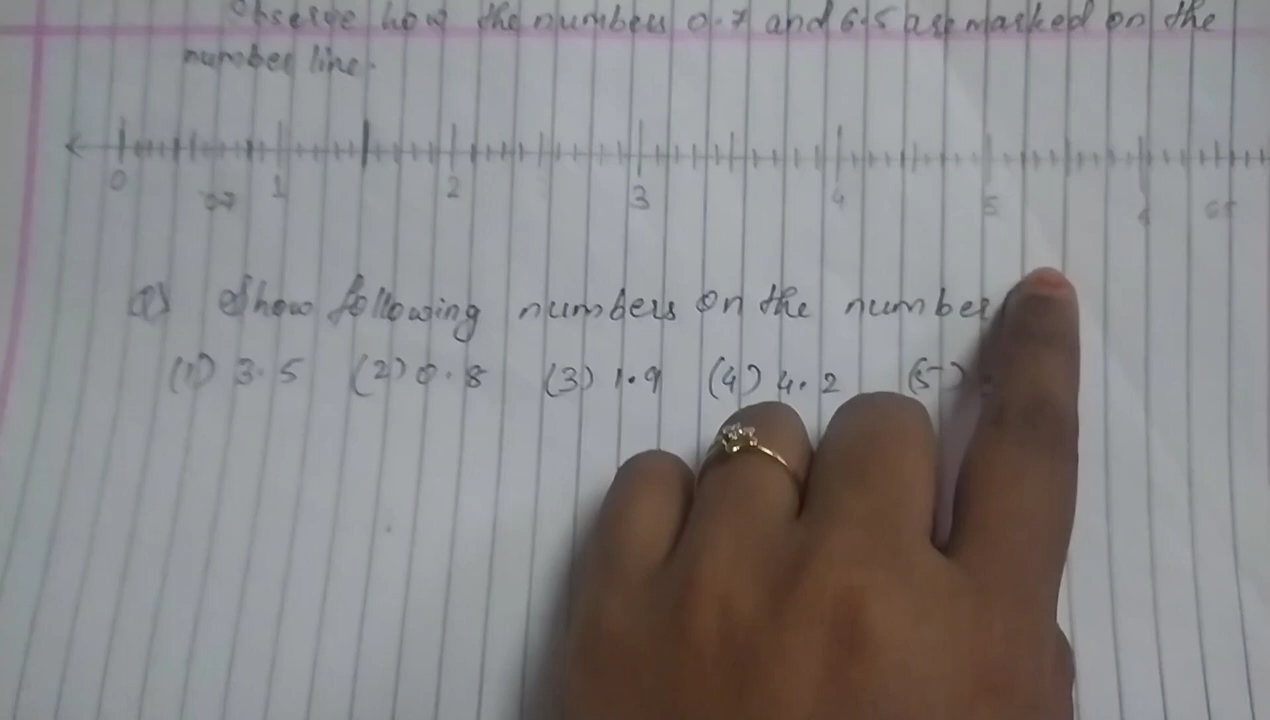 Observe how the numbers 0.7 and 6.5 are marked on the
number line.
0 0.7 1 2 3 4 5 6 6.5
Q) Show following numbers on the number
(1) 3.5 (2) 0.8 (3) 1.9 (4) 4.2 (5)